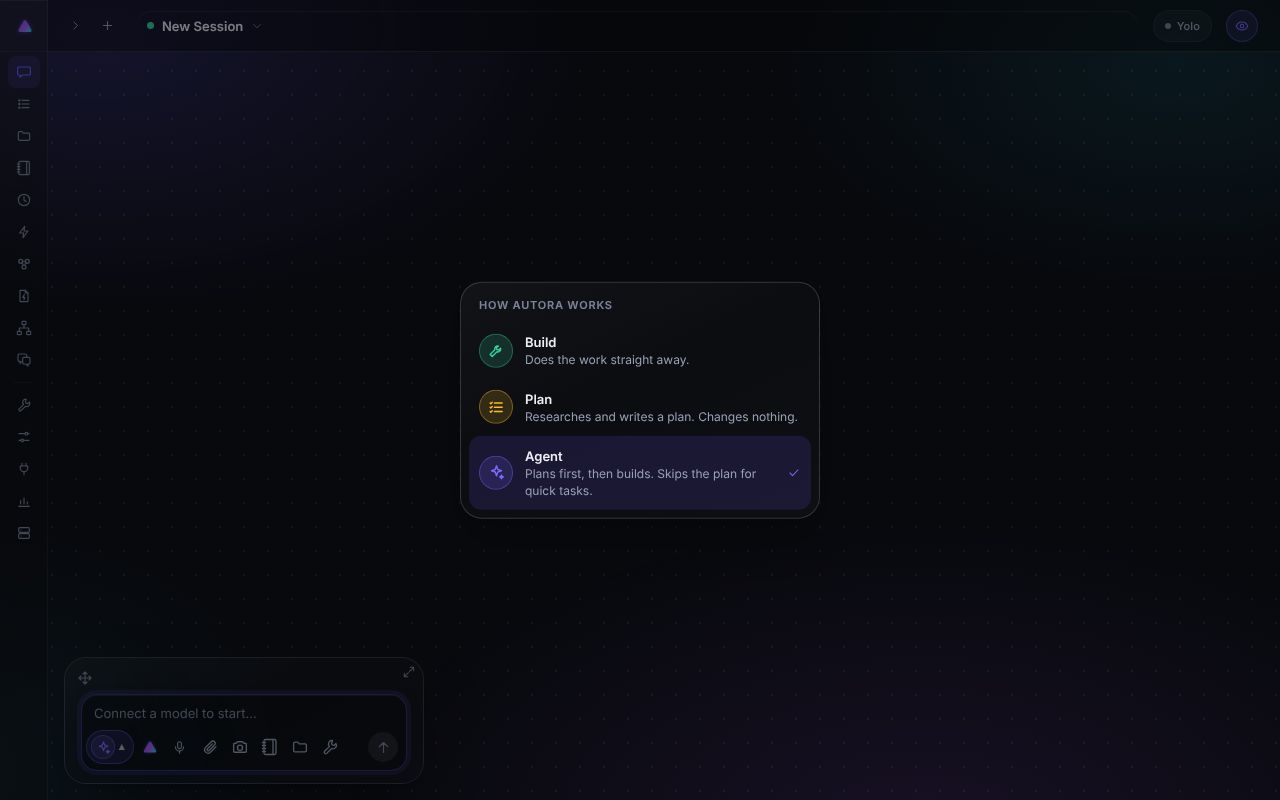 New Session
Yolo
HOW AUTORA WORKS
Build
Does the work straight away.
Plan
Researches and writes a plan. Changes nothing.
Agent
Plans first, then builds. Skips the plan for
quick tasks.
Connect a model to start...